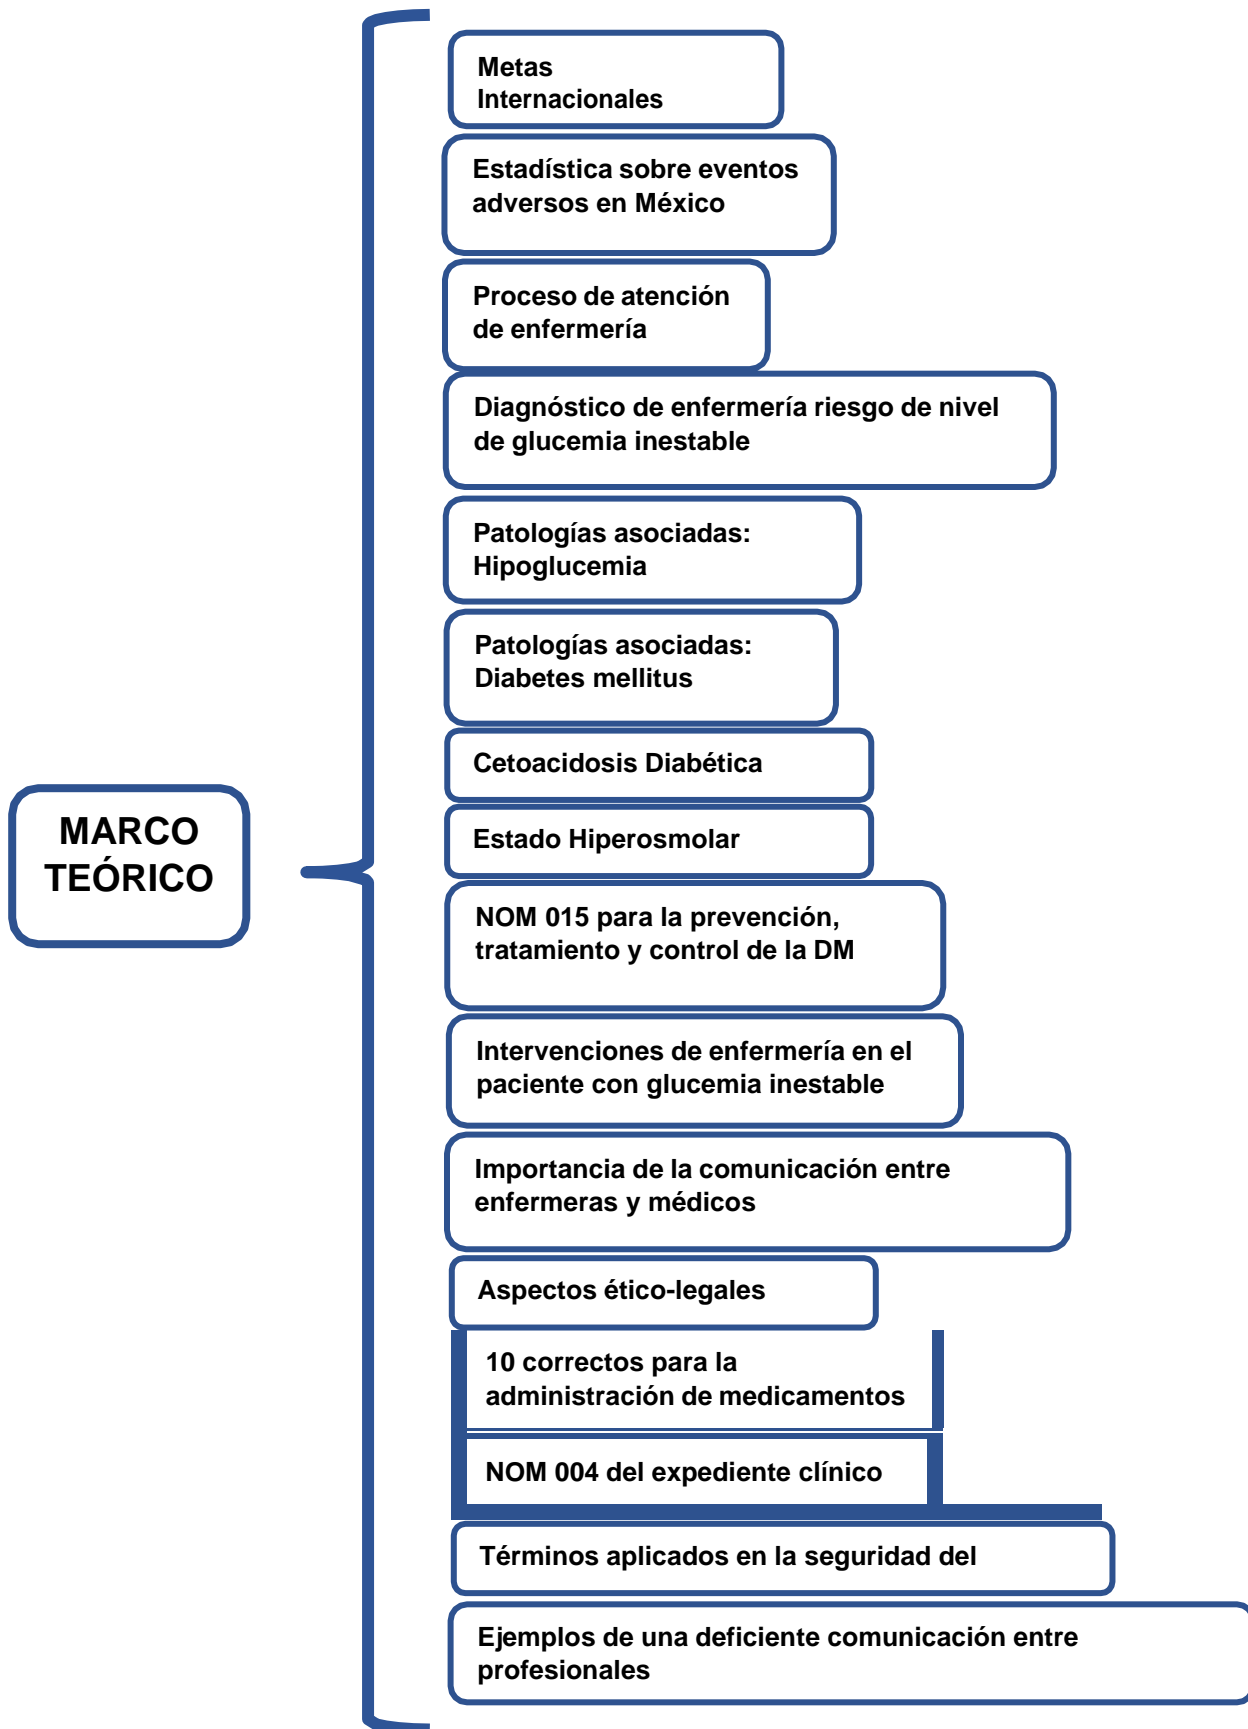 Metas
Internacionales
Estadística sobre eventos
adversos en México
Proceso de atención
de enfermería
Diagnóstico de enfermería riesgo de nivel
de glucemia inestable
Patologías asociadas:
Hipoglucemia
Patologías asociadas:
Diabetes mellitus
Cetoacidosis Diabética
MARCO
TEÓRICO
Estado Hiperosmolar
NOM 015 para la prevención,
tratamiento y control de la DM
Intervenciones de enfermería en el
paciente con glucemia inestable
Importancia de la comunicación entre
enfermeras y médicos
Aspectos ético-legales
10 correctos para la
administración de medicamentos
NOM 004 del expediente clínico
Términos aplicados en la seguridad del
Ejemplos de una deficiente comunicación entre
profesionales